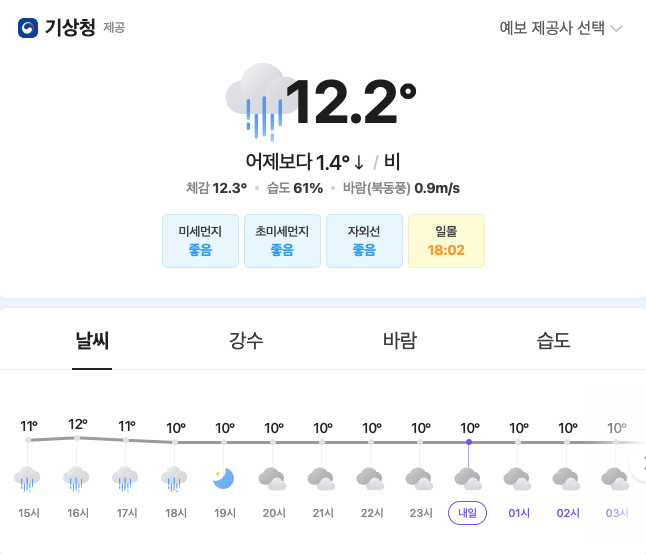 기상청 제공 예보 제공사 선택
12.2°
어제보다 1.4°↓ / 비
체감 12.3° 습도 61% 바람(북동풍) 0.9m/s
미세먼지 초미세먼지 자외선 일몰
좋음 좋음 좋음 18:02
날씨 강수 바람 습도
11° 12° 11° 10° 10° 10° 10° 10° 10° 10° 10° 10° 10°
15시 16시 17시 18시 19시 20시 21시 22시 23시 내일 01시 02시 03시